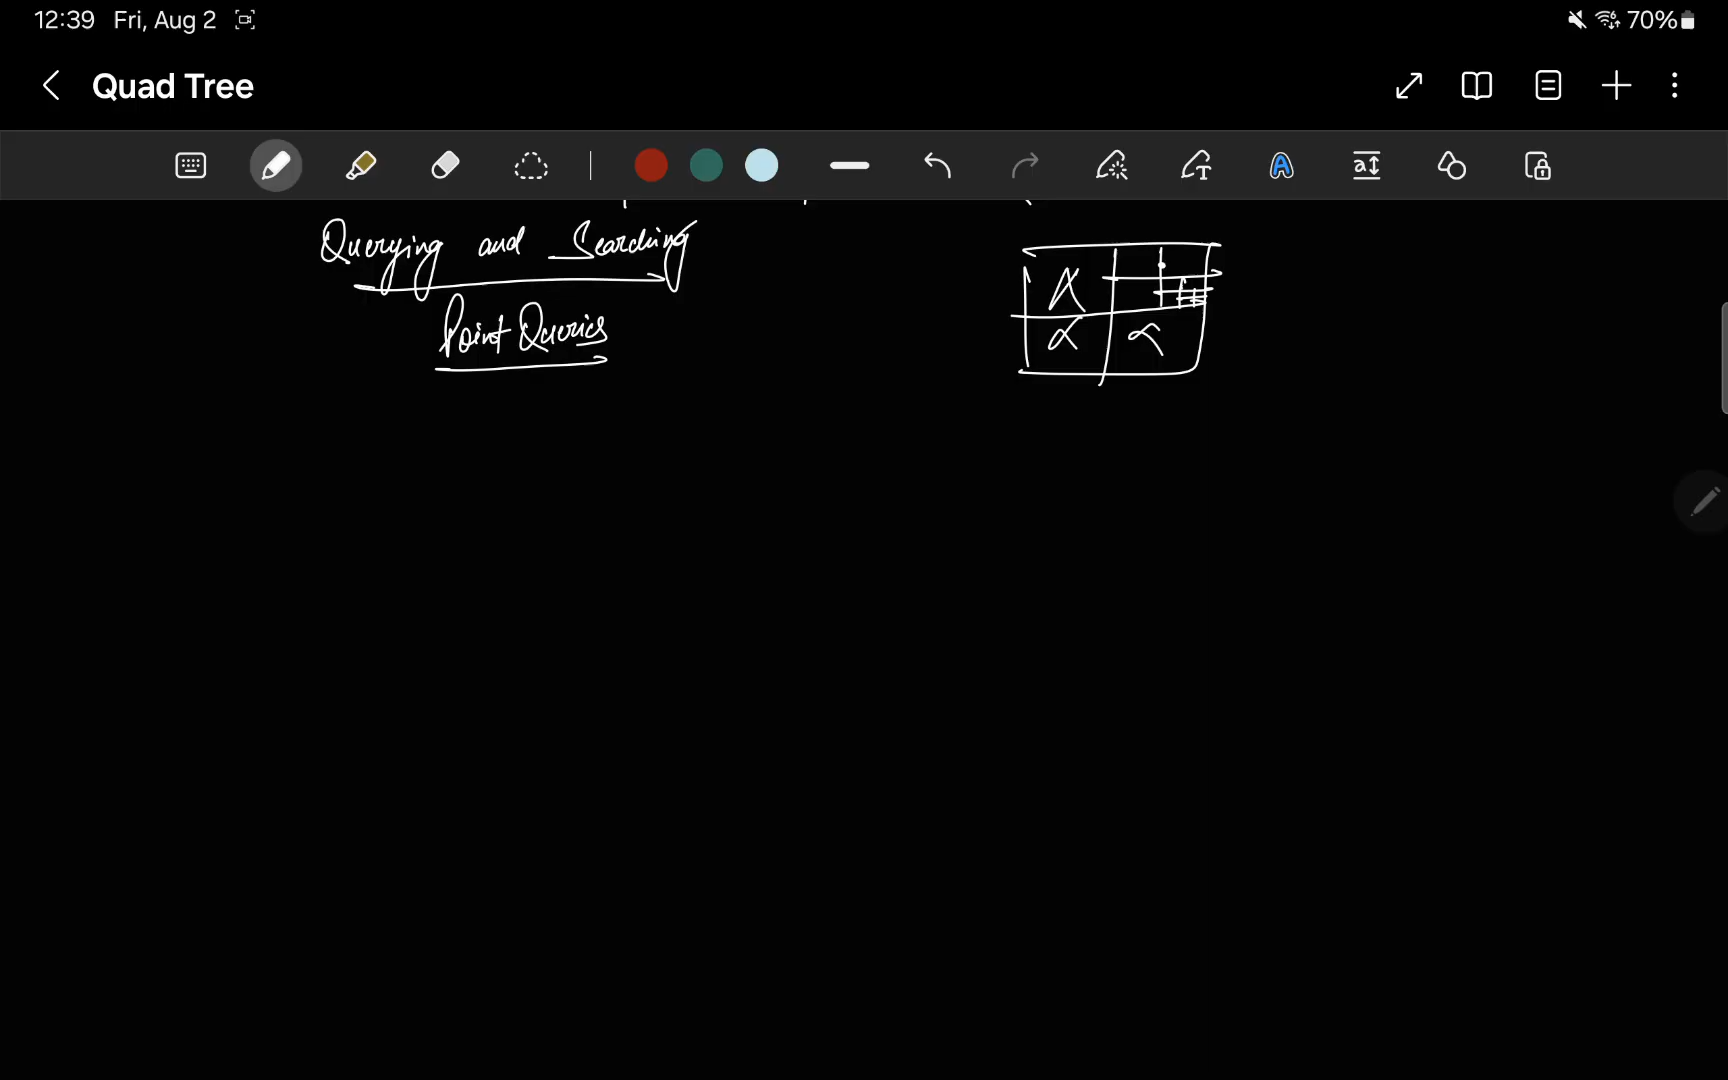 12:39 Fri, Aug 2 70%
Quad Tree
Querying and Searching
Point Queries